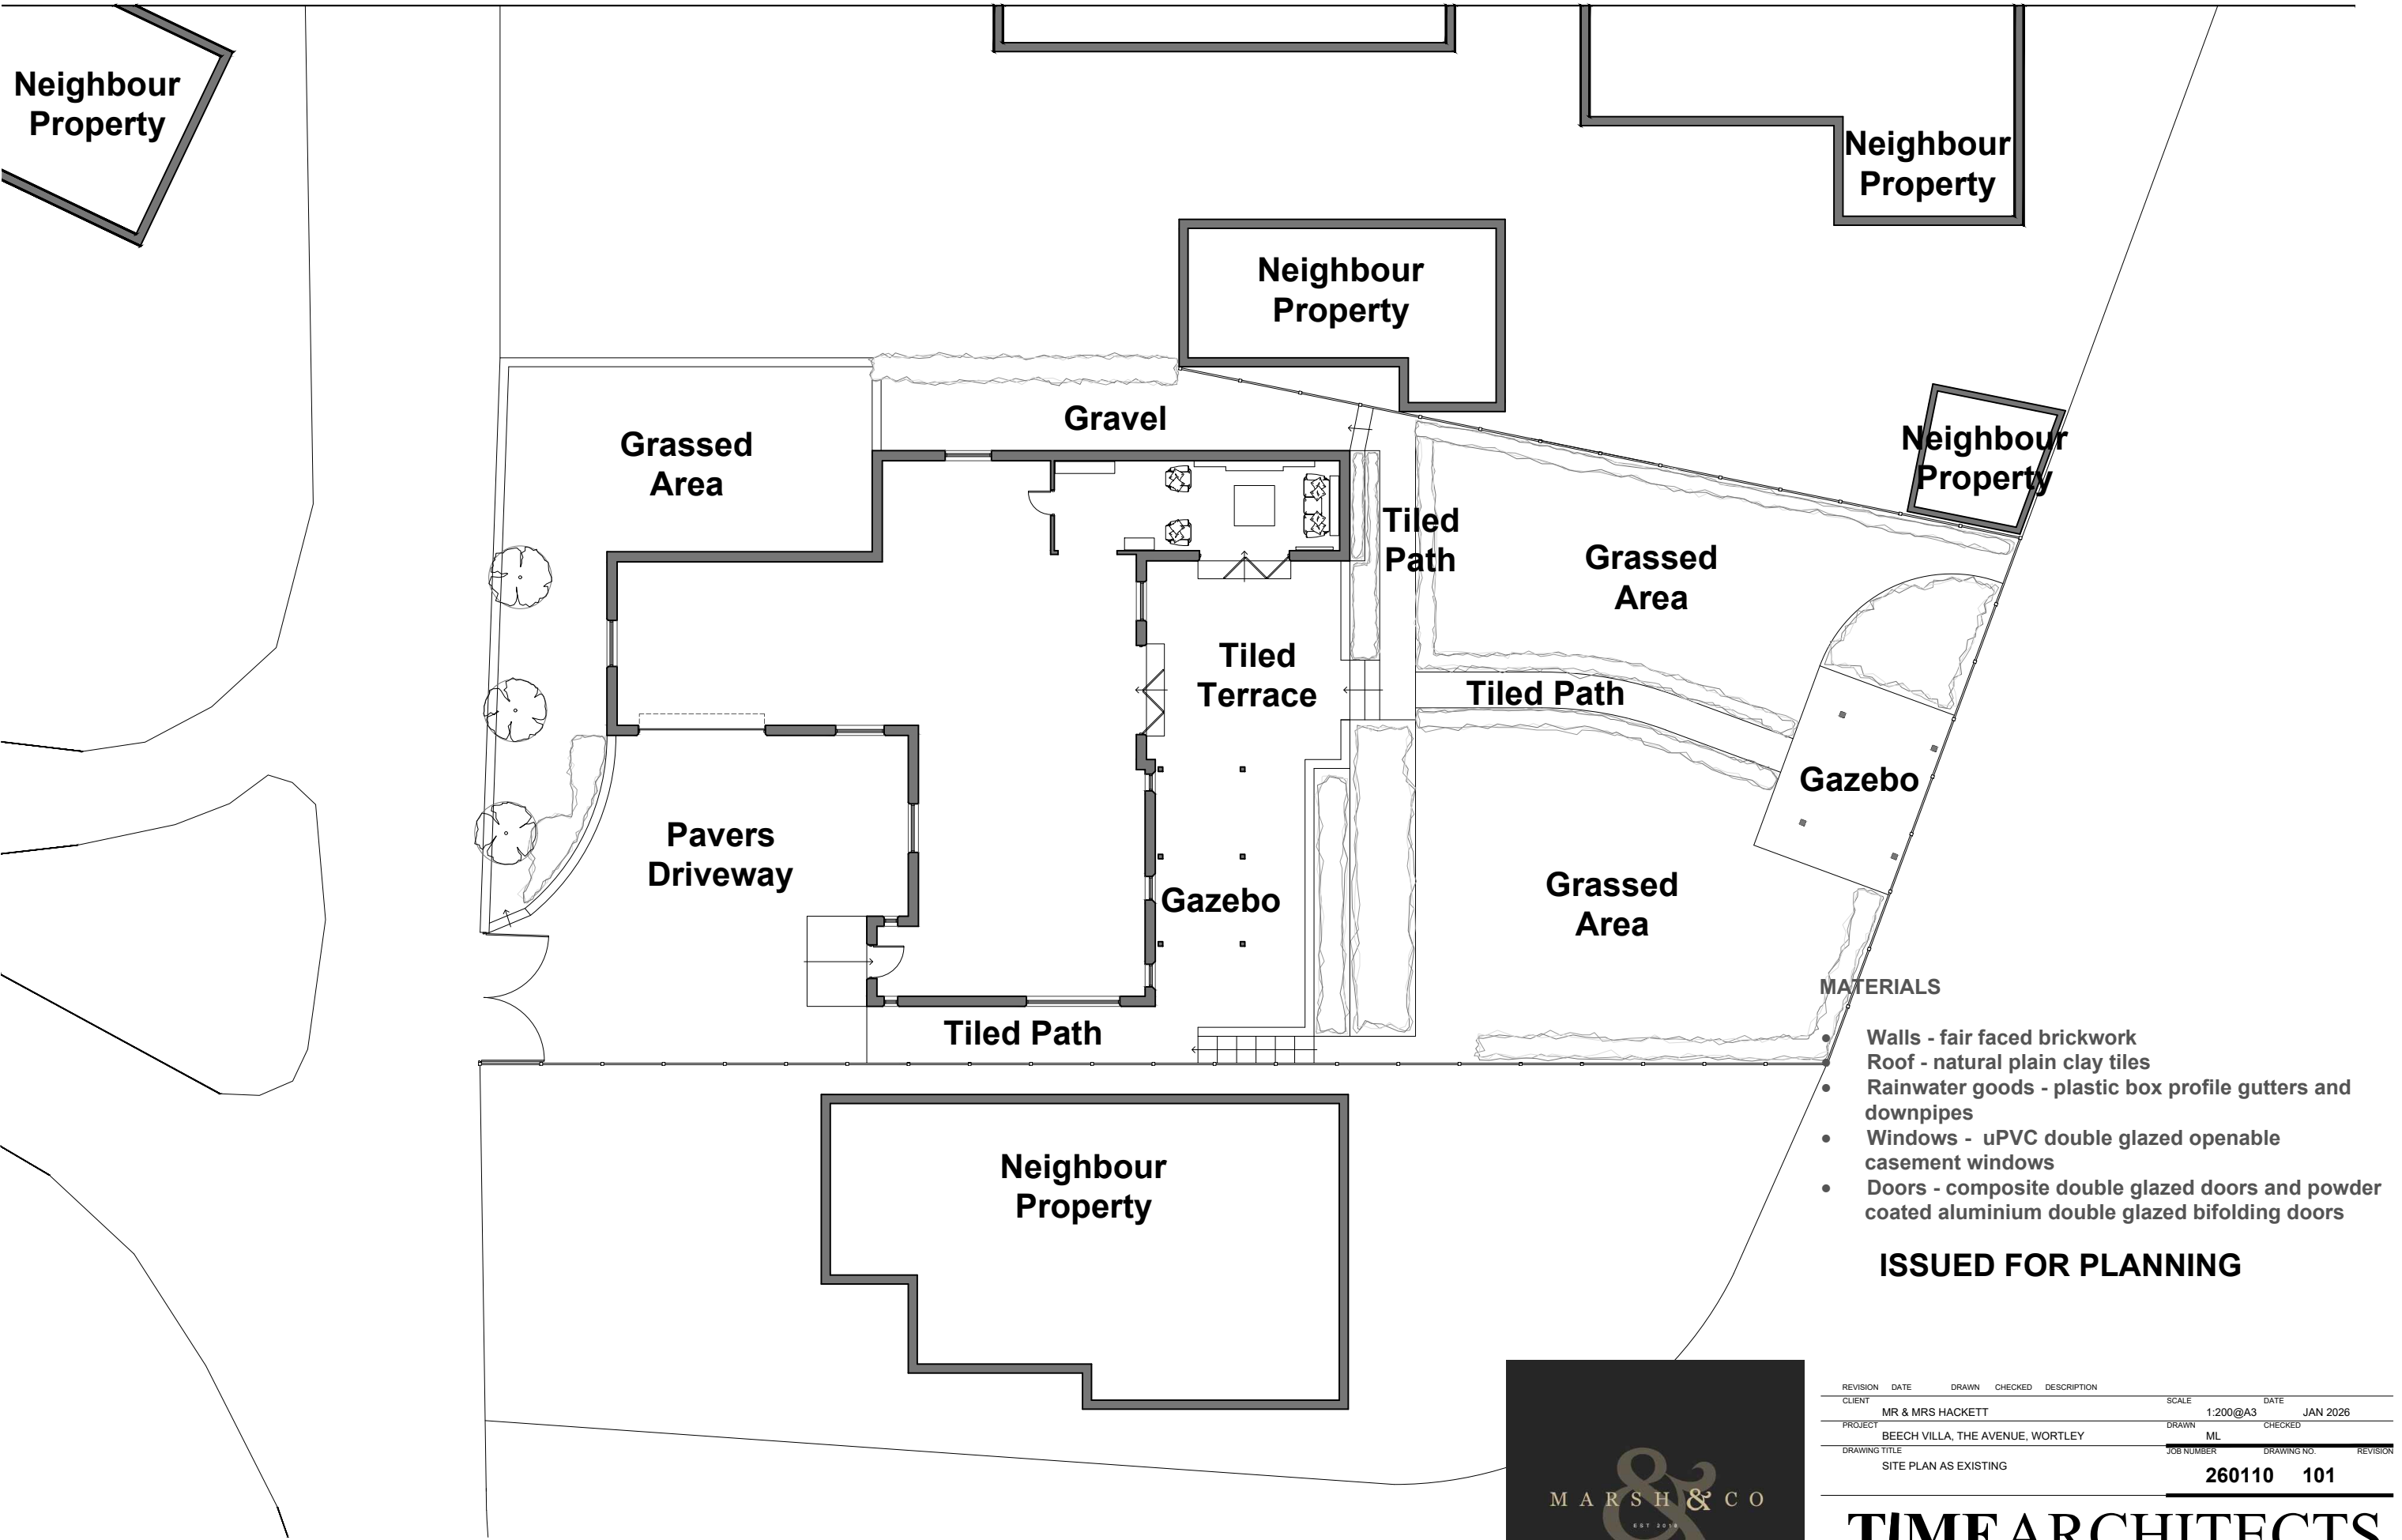 Neighbour
Property
Neighbour
Property
Neighbour
Property
Neighbour
Property
Gravel
Grassed
Area
Tiled
Path
Grassed
Area
Tiled
Terrace
Tiled Path
Gazebo
Pavers
Driveway
Gazebo
Grassed
Area
Tiled Path
Neighbour
Property
MATERIALS
• Walls - fair faced brickwork
• Roof - natural plain clay tiles
• Rainwater goods - plastic box profile gutters and
downpipes
• Windows - uPVC double glazed openable
casement windows
• Doors - composite double glazed doors and powder
coated aluminium double glazed bifolding doors
ISSUED FOR PLANNING
REVISION DATE DRAWN CHECKED DESCRIPTION
CLIENT
MR & MRS HACKETT
SCALE
1:200@A3
DATE
JAN 2026
PROJECT
BEECH VILLA, THE AVENUE, WORTLEY
DRAWN
ML
CHECKED
DRAWING TITLE
SITE PLAN AS EXISTING
JOB NUMBER
260110
DRAWING NO.
101
REVISION
MARSH & CO
TIME ARCHITECTS